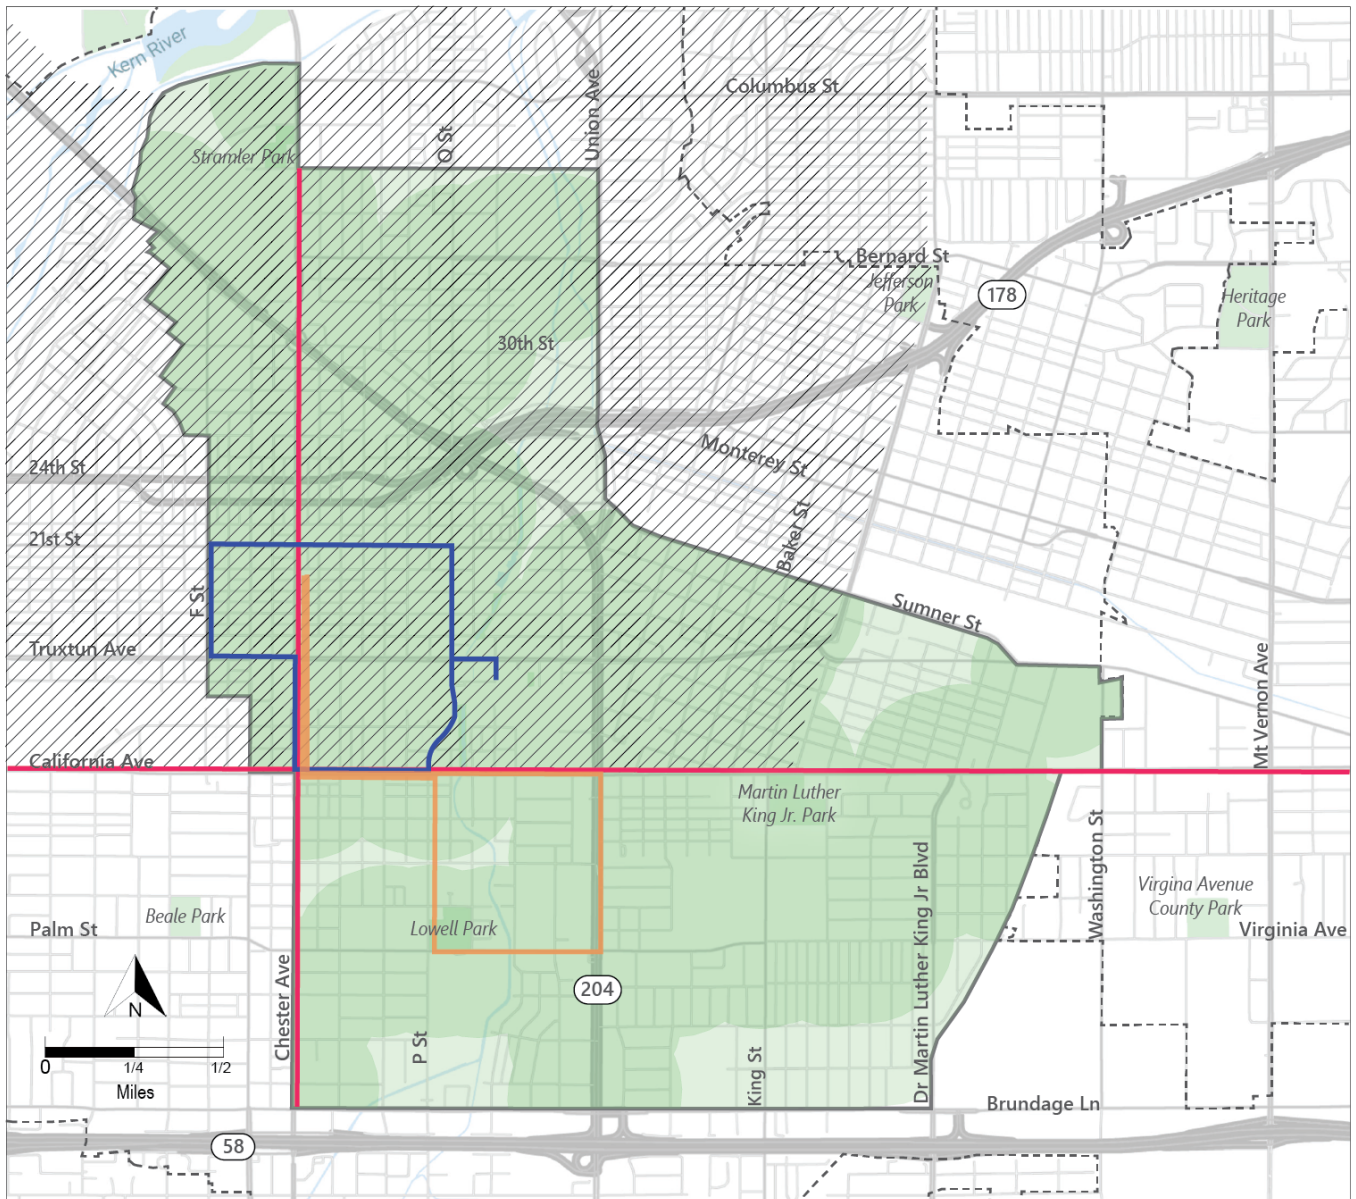 Kern River
Columbus St
Union Ave
Q St
Stramler Park
Bernard St
Jefferson
Park
178
Heritage
Park
30th St
Monterey St
24th St
Baker St
21st St
F St
Sumner St
Truxtun Ave
Mt Vernon Ave
California Ave
Martin Luther
King Jr. Park
Washington St
Dr Martin Luther King Jr Blvd
Virgina Avenue
County Park
Beale Park
Palm St
Lowell Park
Virginia Ave
Chester Ave
204
N
P St
King St
0 1/4 1/2
Miles
Brundage Ln
58